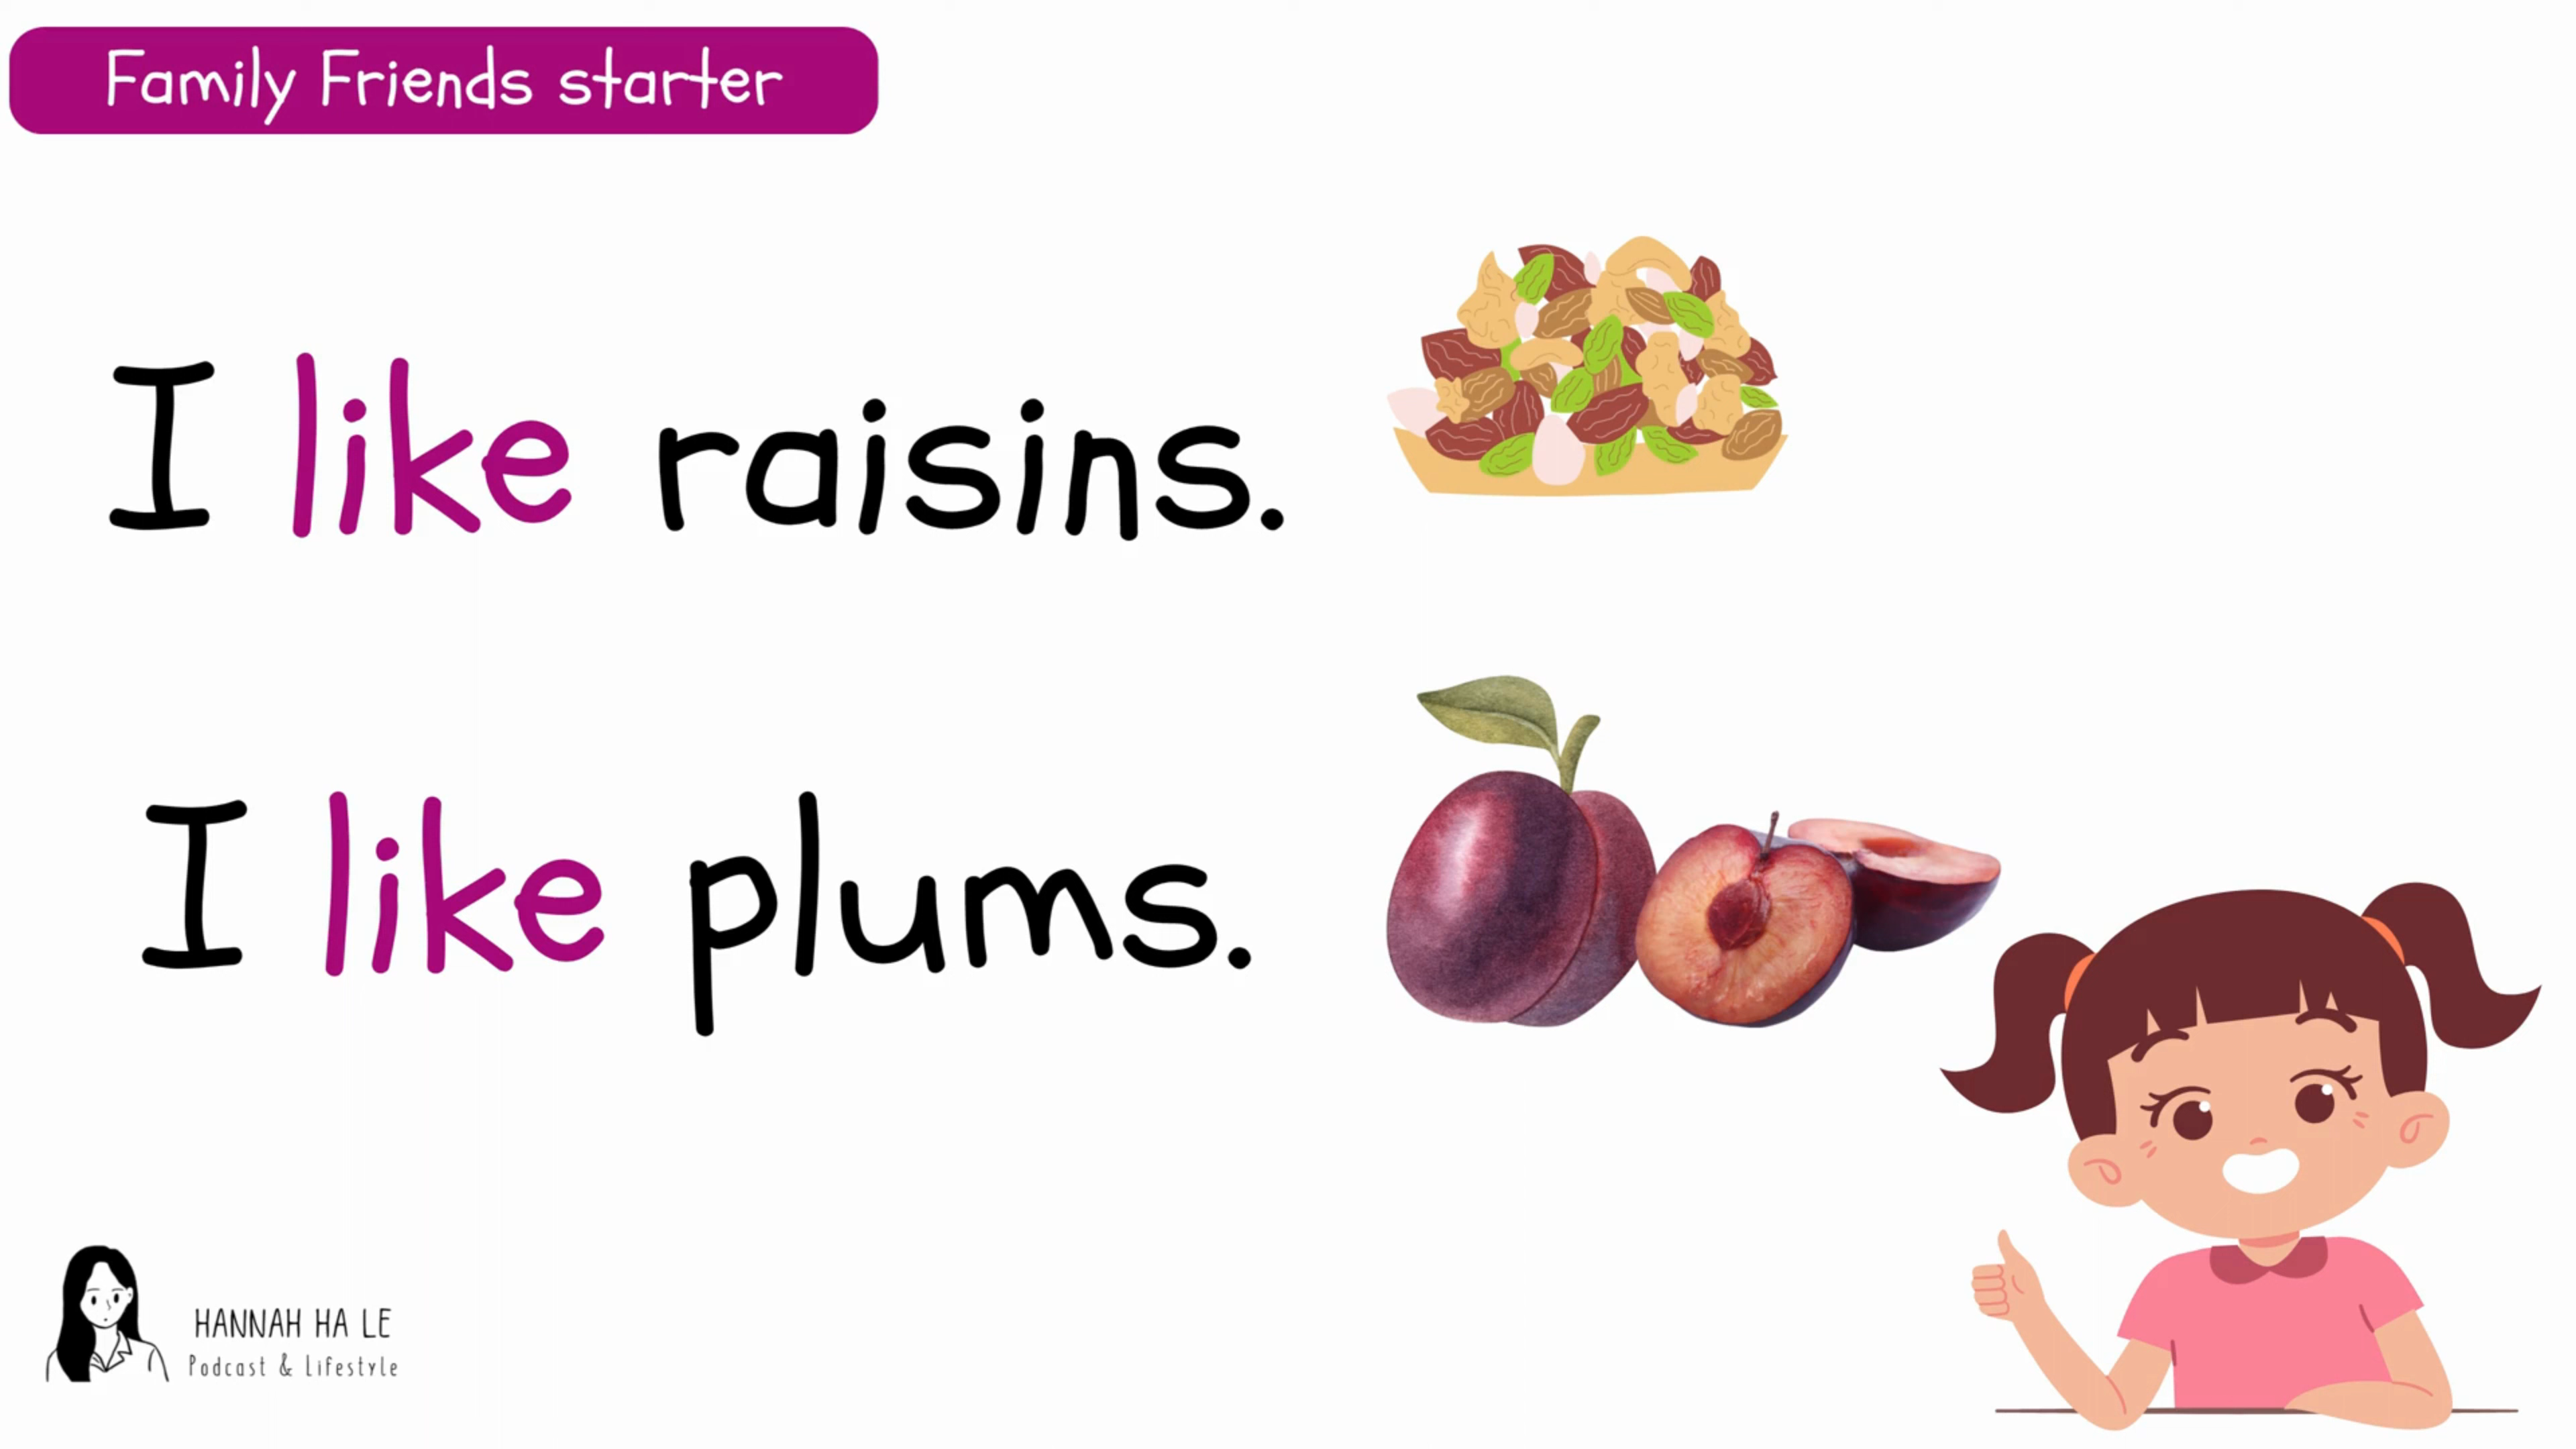 Family Friends starter
I like raisins.
I like plums.
HANNAH HA LE
Podcast & Lifestyle